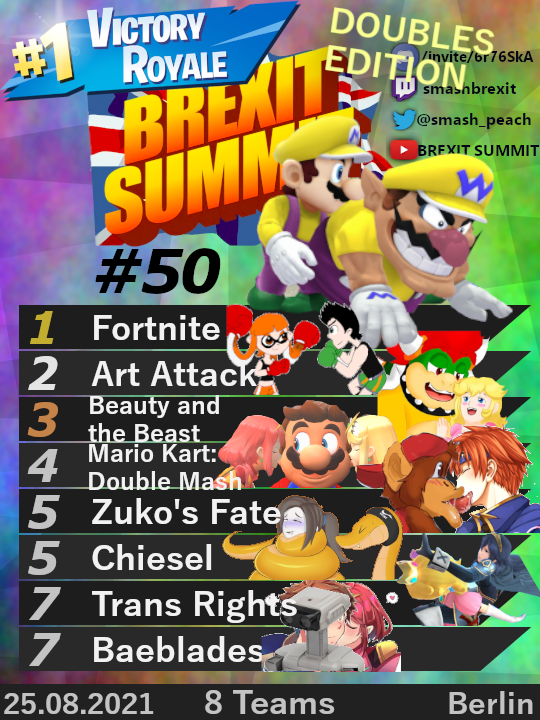 #1 VICTORY
ROYALE
DOUBLES
EDITION
/invite/6r76SkA
smashbrexit
@smash_peach
BREXIT SUMMIT
BREXIT
SUMMIT
#50
1 Fortnite
2 Art Attack
3 Beauty and
the Beast
4 Mario Kart:
Double Mash
5 Zuko's Fate
5 Chiesel
7 Trans Rights
7 Baeblades
25.08.2021 8 Teams Berlin